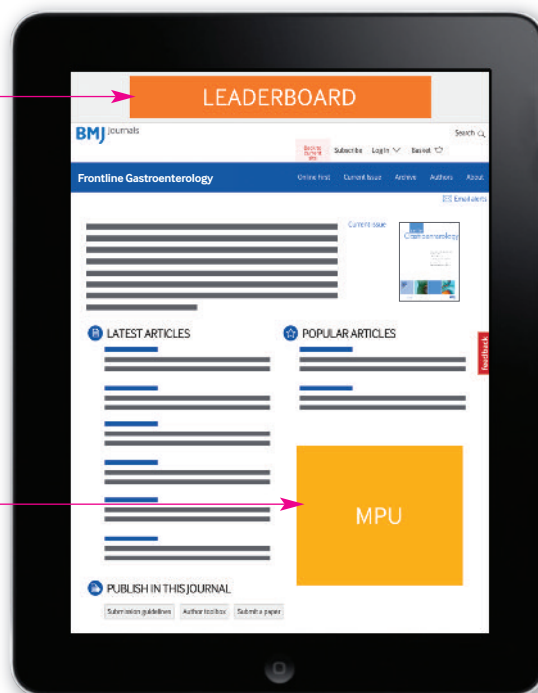 LEADERBOARD
BMJ Journals
Search
Subscribe Log In Basket
Frontline Gastroenterology
Online First Current Issue Archive Authors About
Email alerts
Current issue
Gastroenterology
LATEST ARTICLES
POPULAR ARTICLES
feedback
MPU
PUBLISH IN THIS JOURNAL
Submission guidelines Author toolbox Submit a paper